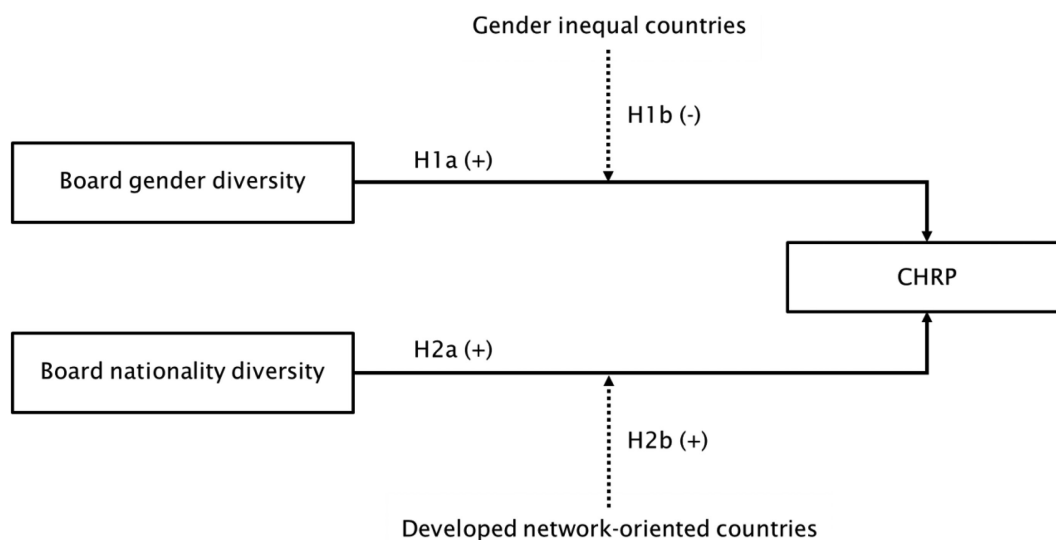 Gender inequal countries
H1b (-)
H1a (+)
Board gender diversity
CHRP
H2a (+)
Board nationality diversity
H2b (+)
Developed network-oriented countries